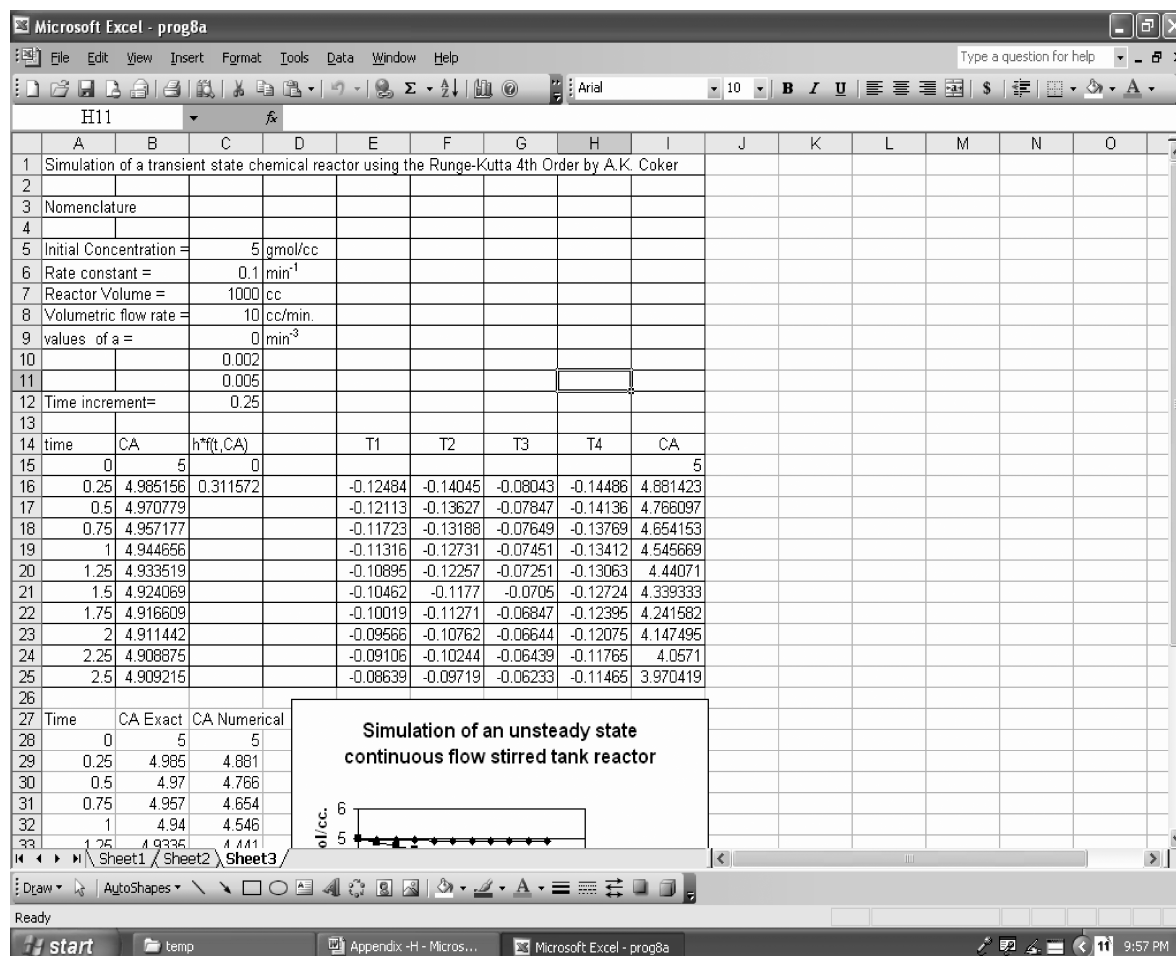 Microsoft Excel - prog8a
File Edit View Insert Format Tools Data Window Help Type a question for help
Arial 10 B I U $ A
H11 fx
A B C D E F G H I J K L M N O
1 Simulation of a transient state chemical reactor using the Runge-Kutta 4th Order by A.K. Coker
2
3 Nomenclature
4
5 Initial Concentration = 5 gmol/cc
6 Rate constant = 0.1 min-1
7 Reactor Volume = 1000 cc
8 Volumetric flow rate = 10 cc/min.
9 values of a = 0 min-3
10 0.002
11 0.005
12 Time increment= 0.25
13
14 time CA h*f(t,CA) T1 T2 T3 T4 CA
15 0 5 0 5
16 0.25 4.985156 0.311572 -0.12484 -0.14045 -0.08043 -0.14486 4.881423
17 0.5 4.970779 -0.12113 -0.13627 -0.07847 -0.14136 4.766097
18 0.75 4.957177 -0.11723 -0.13188 -0.07649 -0.13769 4.654153
19 1 4.944656 -0.11316 -0.12731 -0.07451 -0.13412 4.545669
20 1.25 4.933519 -0.10895 -0.12257 -0.07251 -0.13063 4.44071
21 1.5 4.924069 -0.10462 -0.1177 -0.0705 -0.12724 4.339333
22 1.75 4.916609 -0.10019 -0.11271 -0.06847 -0.12395 4.241582
23 2 4.911442 -0.09566 -0.10762 -0.06644 -0.12075 4.147495
24 2.25 4.908875 -0.09106 -0.10244 -0.06439 -0.11765 4.0571
25 2.5 4.909215 -0.08639 -0.09719 -0.06233 -0.11465 3.970419
26
27 Time CA Exact CA Numerical
28 0 5 5
29 0.25 4.985 4.881
30 0.5 4.97 4.766
31 0.75 4.957 4.654
32 1 4.94 4.546
33 1.25 4.9335 4.441
Simulation of an unsteady state
continuous flow stirred tank reactor
6
5
ol/cc.
Sheet1 Sheet2 Sheet3
Draw AutoShapes A
Ready
start temp Appendix -H - Micros... Microsoft Excel - prog8a 9:57 PM